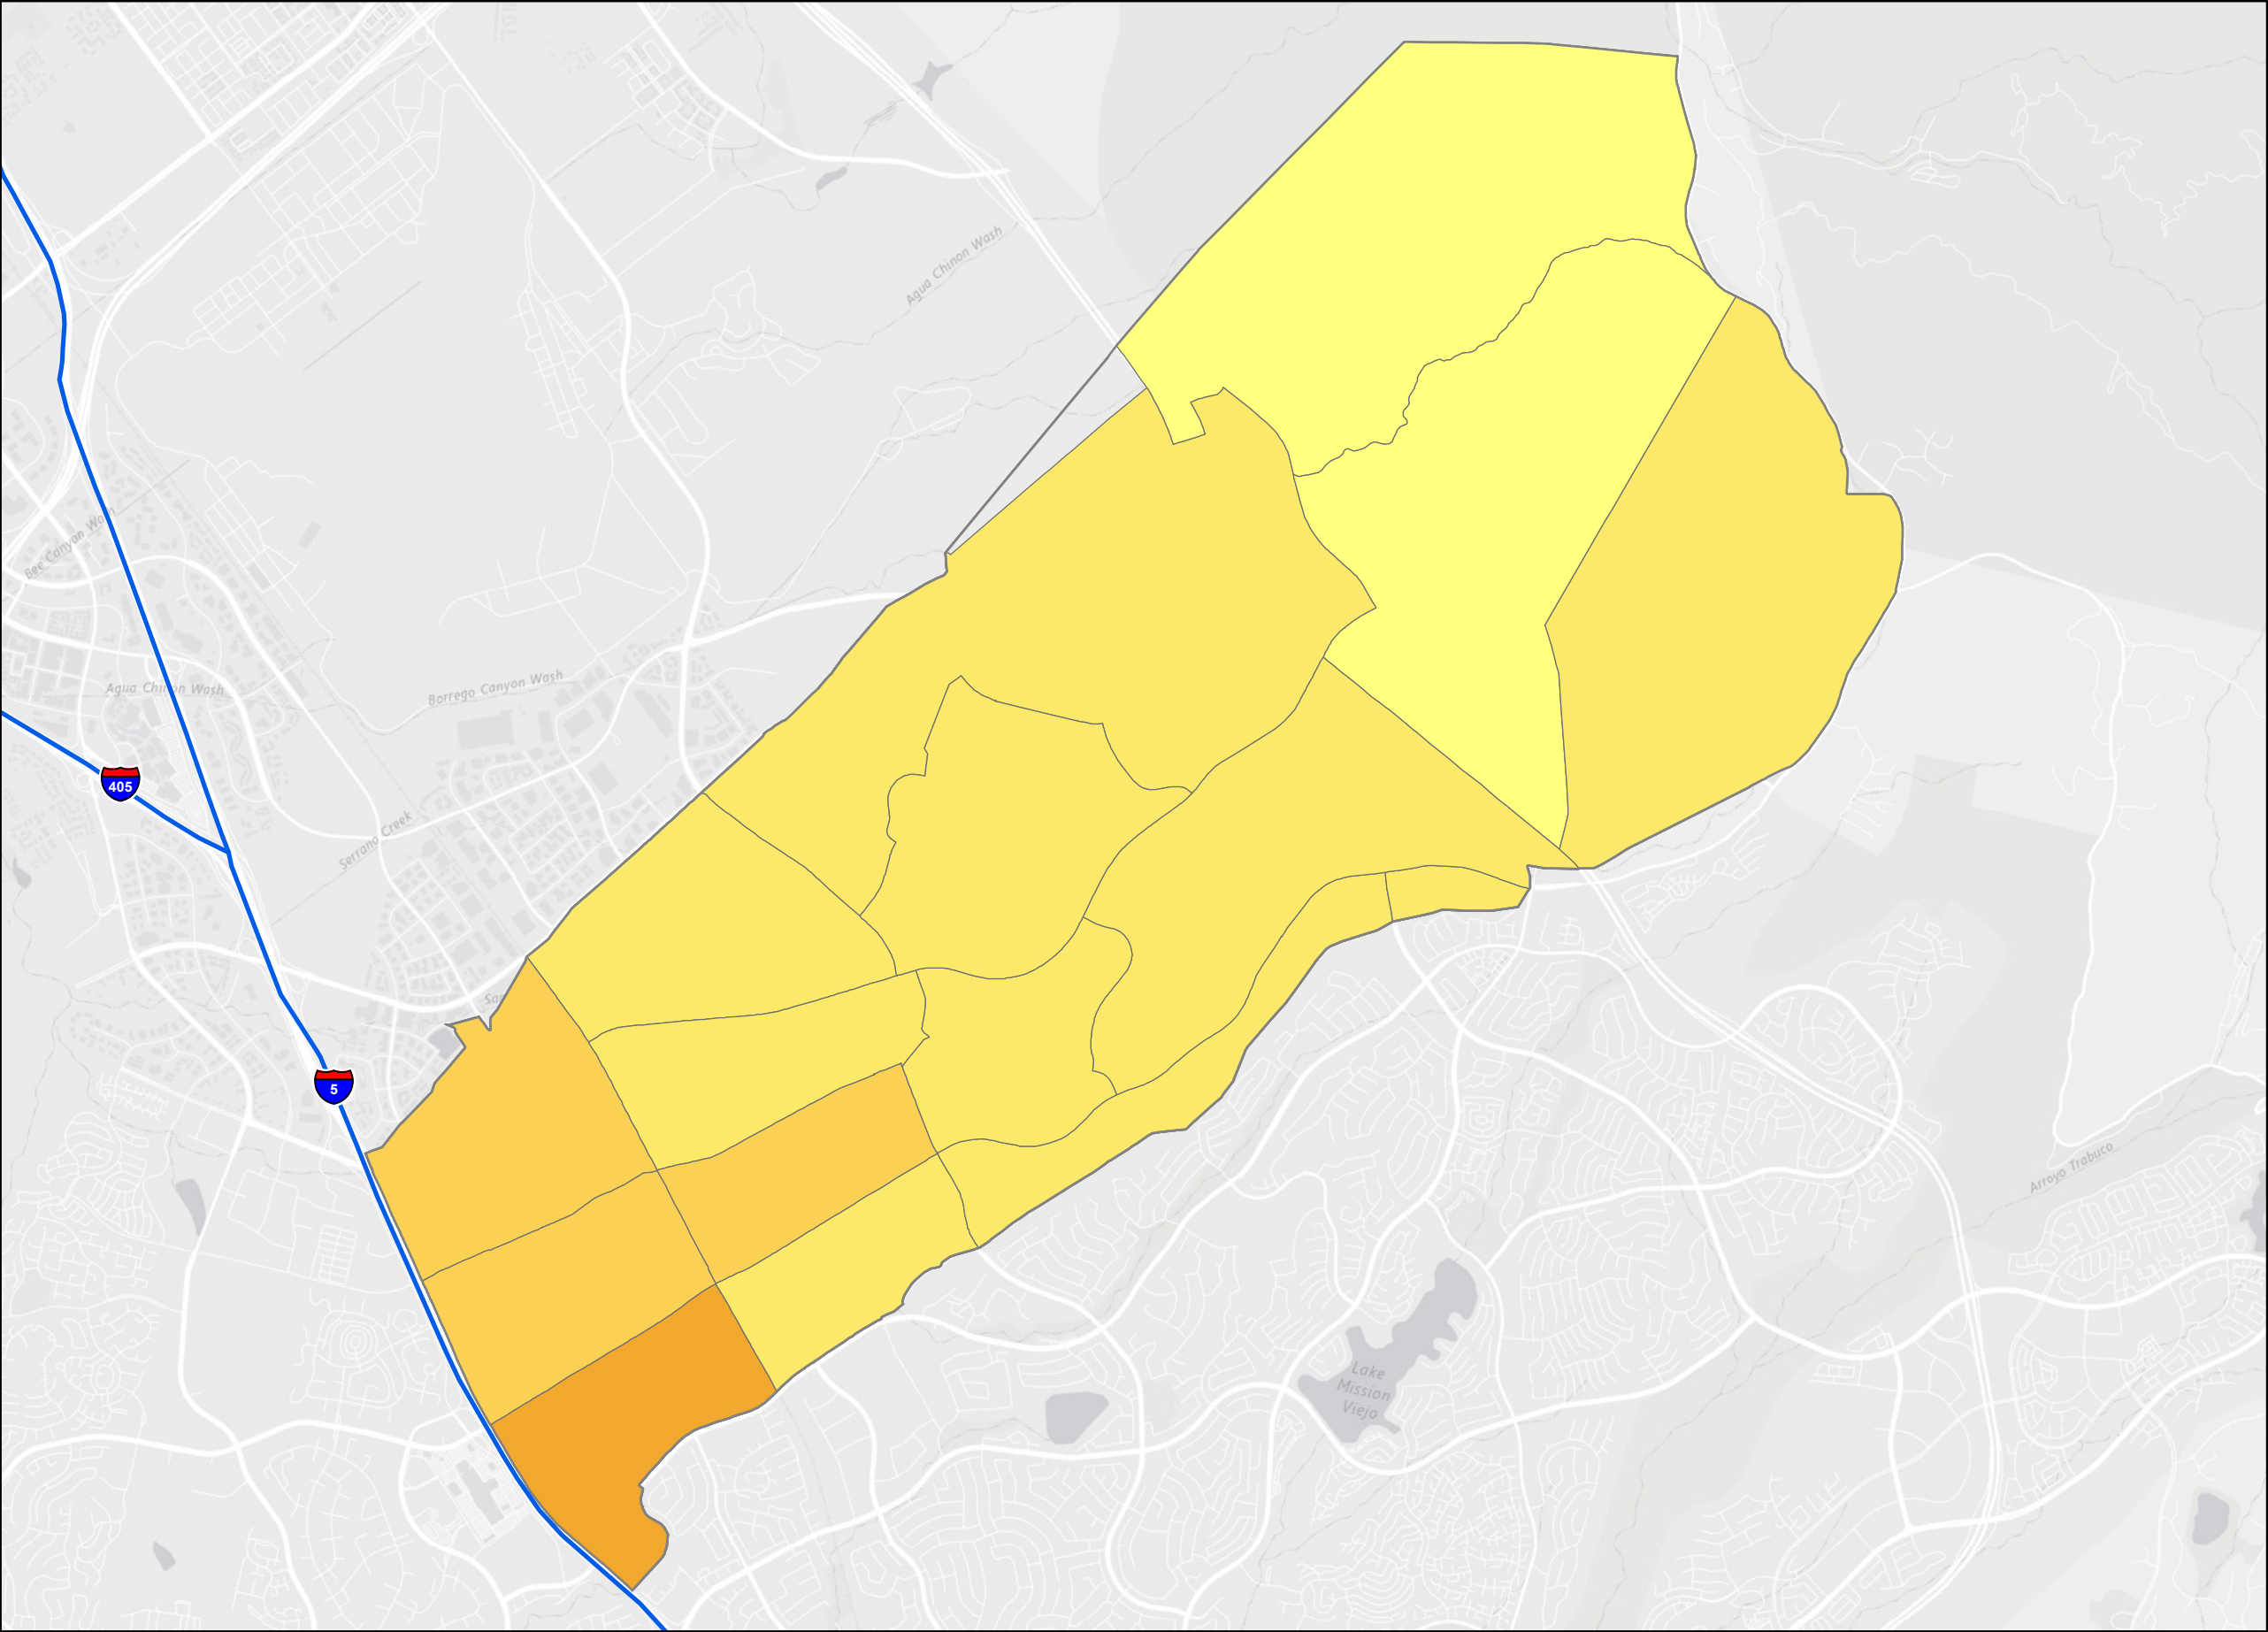 Agua Chinon Wash
Bee Canyon Wash
Agua Chinon Wash
Borrego Canyon Wash
405
Serrano Creek
5
Arroyo Trabuco
Lake
Mission
Viejo